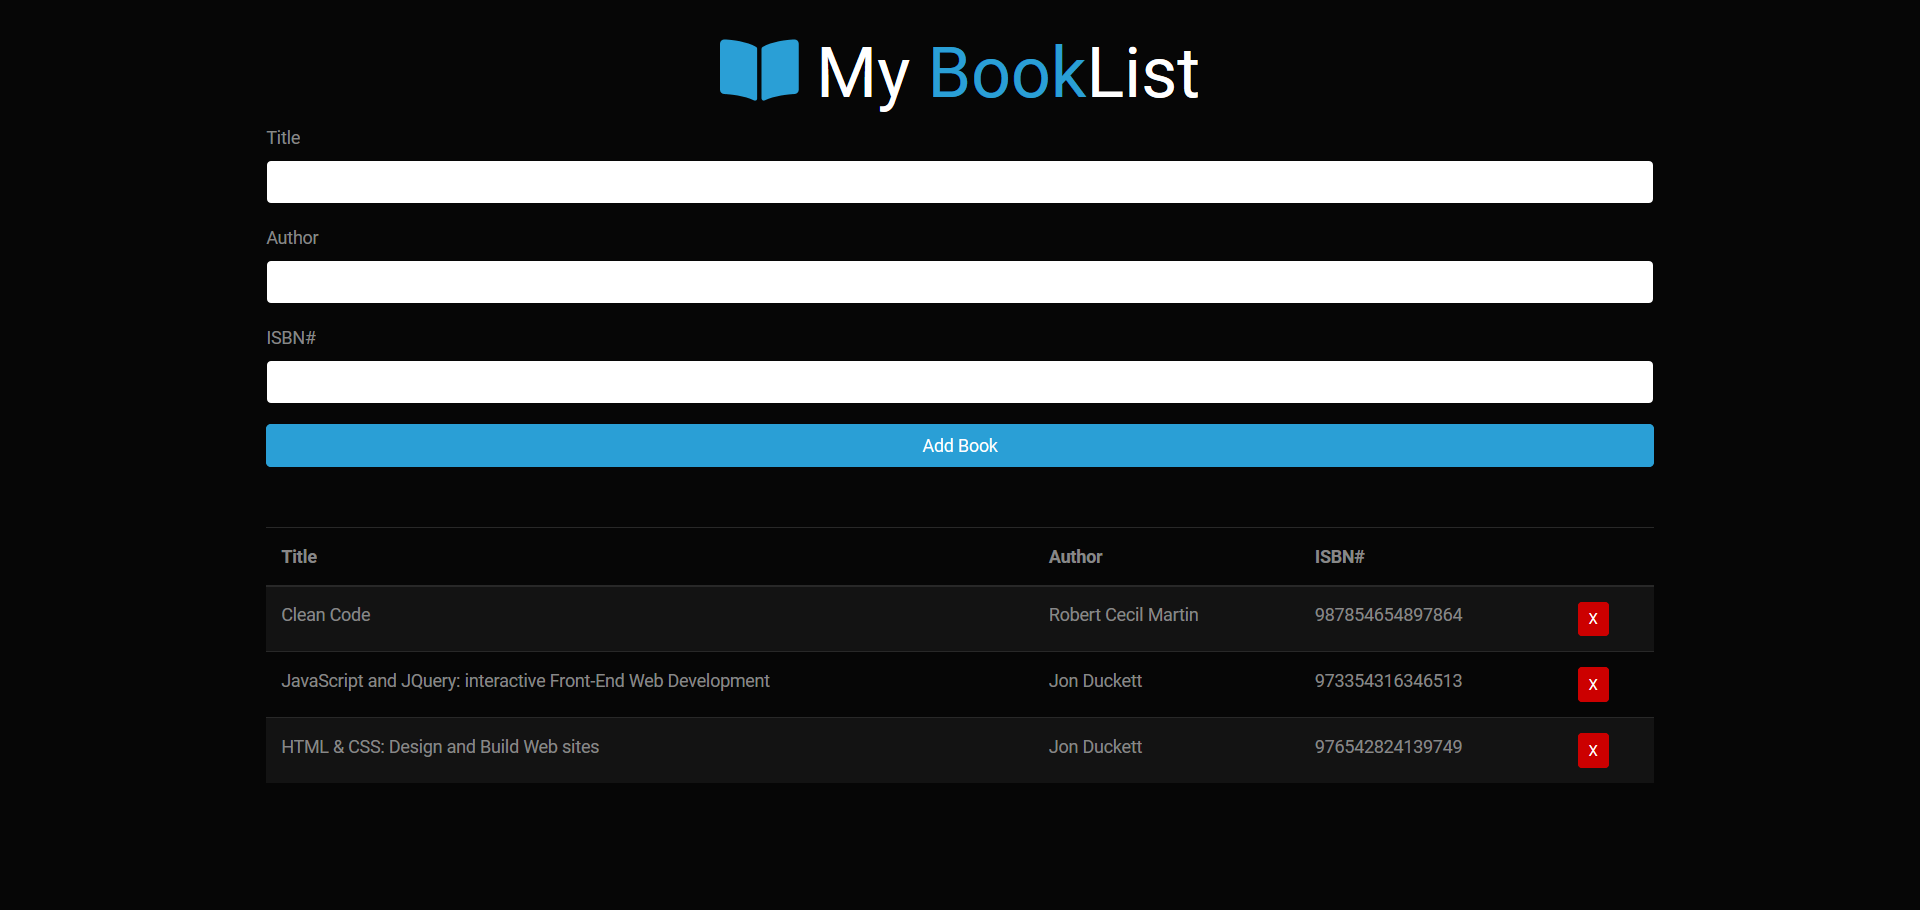 My BookList
Title
Author
ISBN#
Add Book
Title Author ISBN#
Clean Code Robert Cecil Martin 987854654897864 X
JavaScript and JQuery: interactive Front-End Web Development Jon Duckett 973354316346513 X
HTML & CSS: Design and Build Web sites Jon Duckett 976542824139749 X